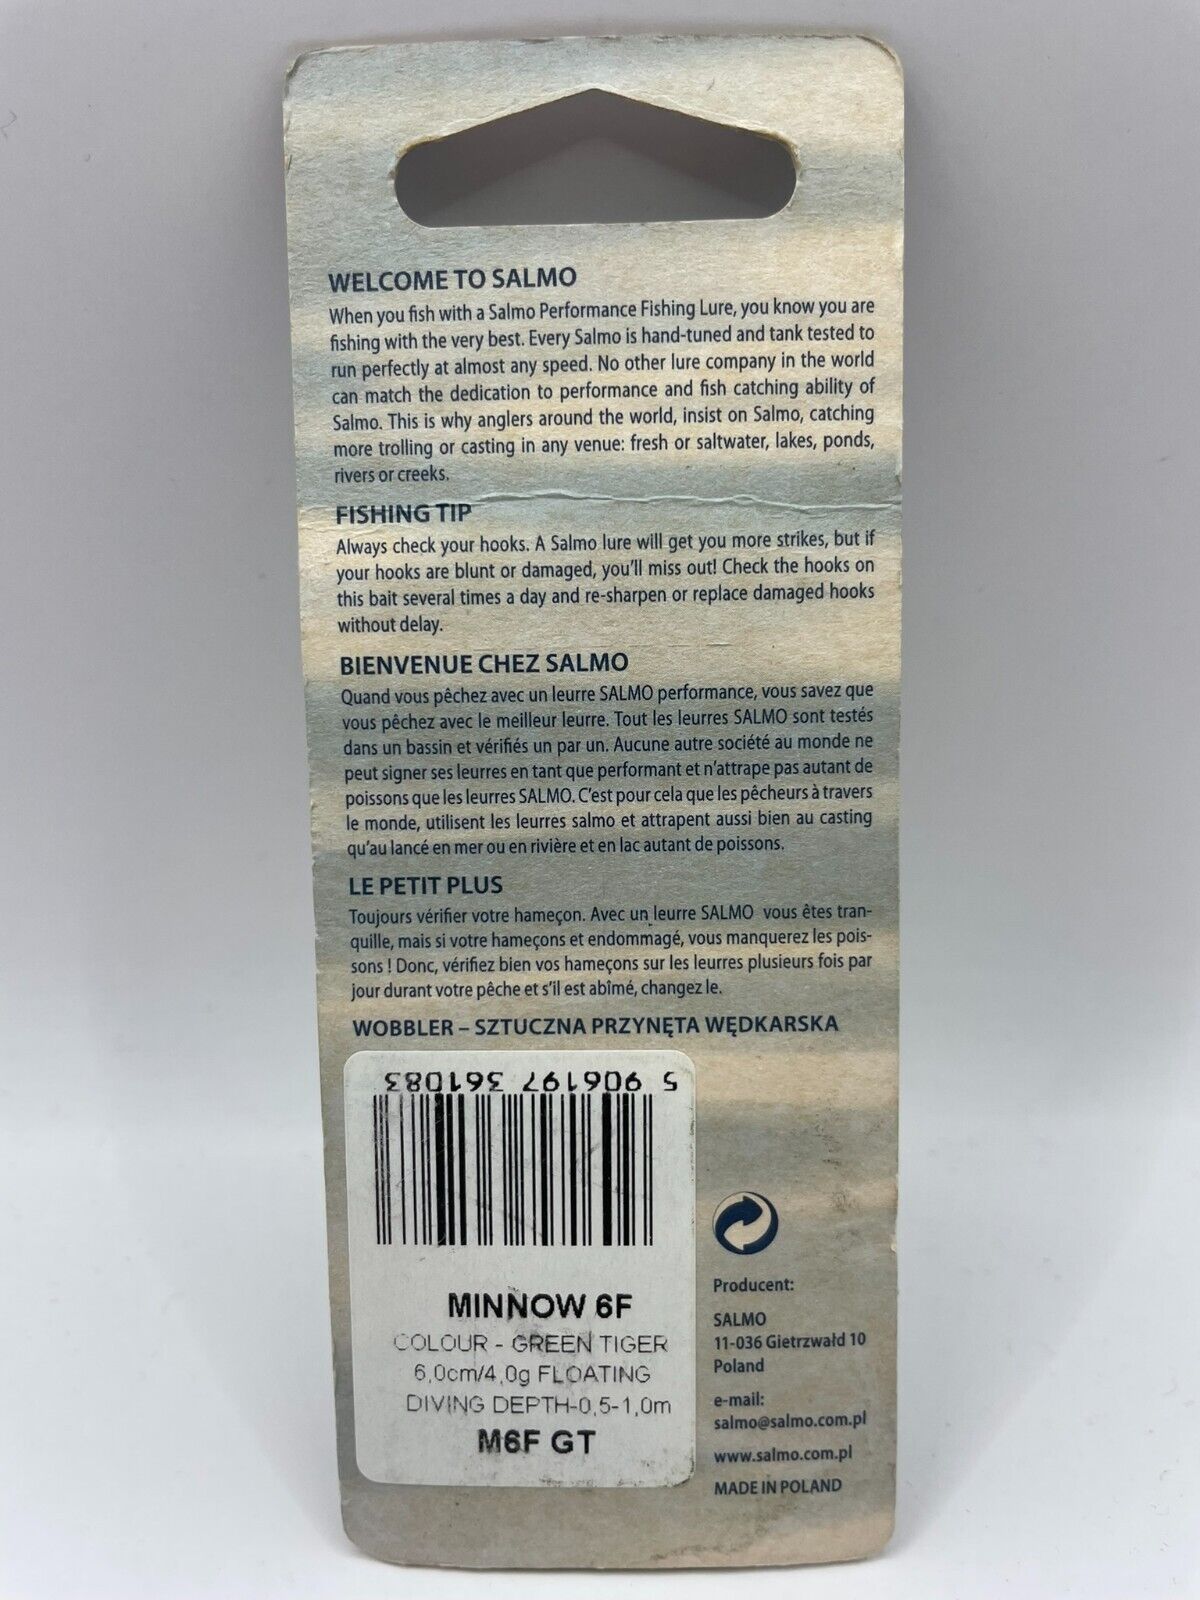 WELCOME TO SALMO
When you fish with a Salmo Performance Fishing Lure, you know you are
fishing with the very best. Every Salmo is hand-tuned and tank tested to
run perfectly at almost any speed. No other lure company in the world
can match the dedication to performance and fish catching ability of
Salmo. This is why anglers around the world, insist on Salmo, catching
more trolling or casting in any venue: fresh or saltwater, lakes, ponds,
rivers or creeks.
FISHING TIP
Always check your hooks. A Salmo lure will get you more strikes, but if
your hooks are blunt or damaged, you'll miss out! Check the hooks on
this bait several times a day and re-sharpen or replace damaged hooks
without delay.
BIENVENUE CHEZ SALMO
Quand vous pêchez avec un leurre SALMO performance, vous savez que
vous pêchez avec le meilleur leurre. Tout les leurres SALMO sont testés
dans un bassin et vérifiés un par un. Aucune autre société au monde ne
peut signer ses leurres en tant que performant et n'attrape pas autant de
poissons que les leurres SALMO. C'est pour cela que les pêcheurs à travers
le monde, utilisent les leurres salmo et attrapent aussi bien au casting
qu'au lancé en mer ou en rivière et en lac autant de poissons.
LE PETIT PLUS
Toujours vérifier votre hameçon. Avec un leurre SALMO vous êtes tran-
quille, mais si votre hameçons et endommagé, vous manquerez les pois-
sons ! Donc, vérifiez bien vos hameçons sur les leurres plusieurs fois par
jour durant votre pêche et s'il est abîmé, changez le.
WOBBLER – SZTUCZNA PRZYNĘTA WĘDKARSKA
5 906197 361083
MINNOW 6F
COLOUR - GREEN TIGER
6,0cm/4,0g FLOATING
DIVING DEPTH-0,5-1,0m
M6F GT
Producent:
SALMO
11-036 Gietrzwałd 10
Poland
e-mail:
salmo@salmo.com.pl
www.salmo.com.pl
MADE IN POLAND